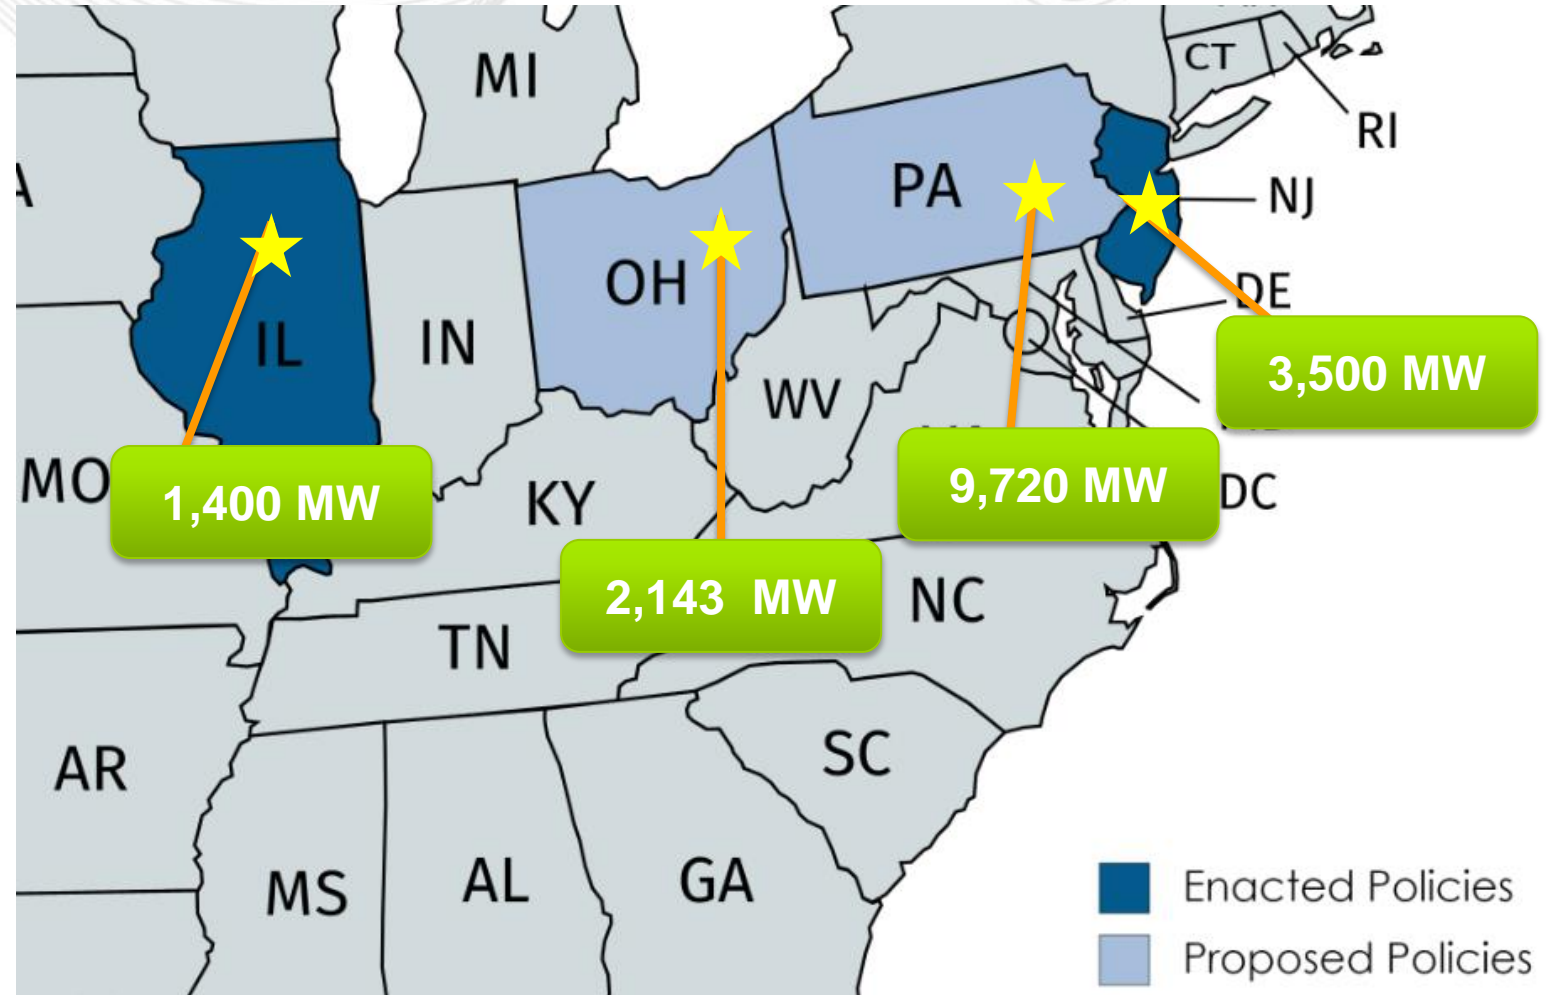 MI
CT
RI
PA
NJ
OH
DE
IL
IN
WV
3,500 MW
MO
1,400 MW
KY
9,720 MW
DC
2,143  MW
NC
TN
AR
SC
MS
AL
GA
Enacted Policies
Proposed Policies